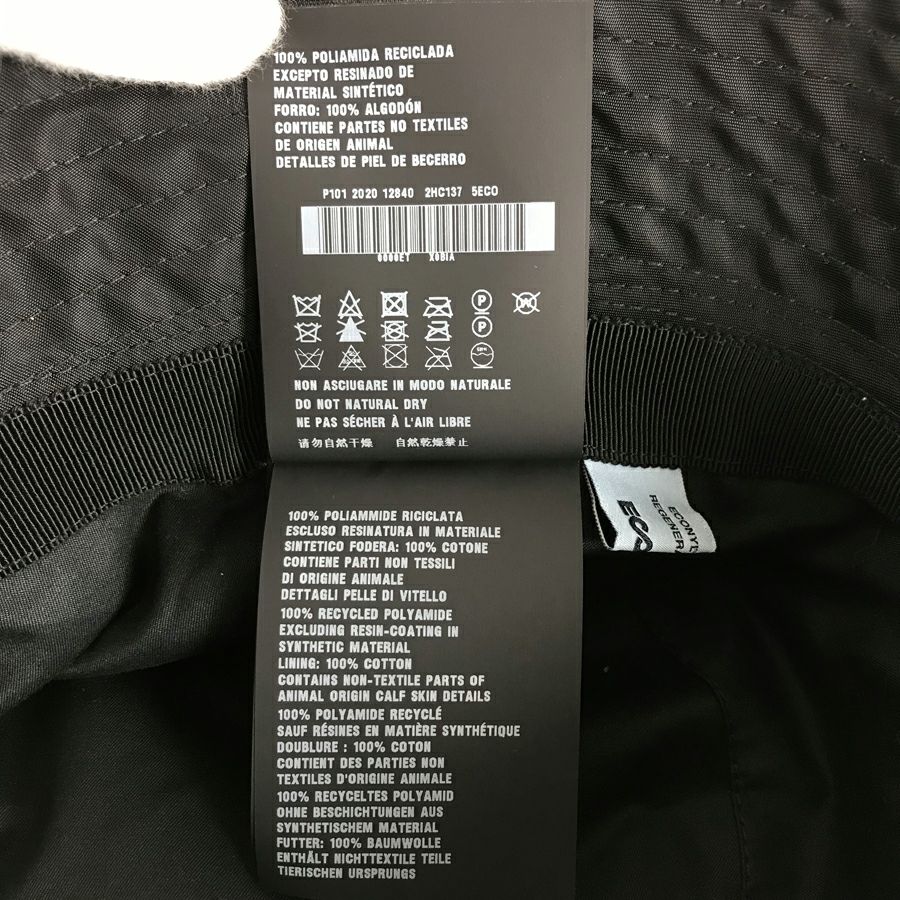 100% POLIAMIDA RECICLADA
EXCEPTO RESINADO DE
MATERIAL SINTÉTICO
FORRO: 100% ALGODÓN
CONTIENE PARTES NO TEXTILES
DE ORIGEN ANIMAL
DETALLES DE PIEL DE BECERRO
P101 2020 12840 2HC137 5ECO
0000EY X0BIA
P
P
NON ASCIUGARE IN MODO NATURALE
DO NOT NATURAL DRY
NE PAS SÉCHER À L'AIR LIBRE
请勿自然干燥 自然乾燥禁止
100% POLIAMMIDE RICICLATA
ESCLUSO RESINATURA IN MATERIALE
SINTETICO FODERA: 100% COTONE
CONTIENE PARTI NON TESSILI
DI ORIGINE ANIMALE
DETTAGLI PELLE DI VITELLO
100% RECYCLED POLYAMIDE
EXCLUDING RESIN-COATING IN
SYNTHETIC MATERIAL
LINING: 100% COTTON
CONTAINS NON-TEXTILE PARTS OF
ANIMAL ORIGIN CALF SKIN DETAILS
100% POLYAMIDE RECYCLÉ
SAUF RÉSINES EN MATIÈRE SYNTHÉTIQUE
DOUBLURE : 100% COTON
CONTIENT DES PARTIES NON
TEXTILES D'ORIGINE ANIMALE
100% RECYCELTES POLYAMID
OHNE BESCHICHTUNGEN AUS
SYNTHETISCHEM MATERIAL
FUTTER: 100% BAUMWOLLE
ENTHÄLT NICHTTEXTILE TEILE
TIERISCHEN URSPRUNGS
ECONYL
REGENER
ECO